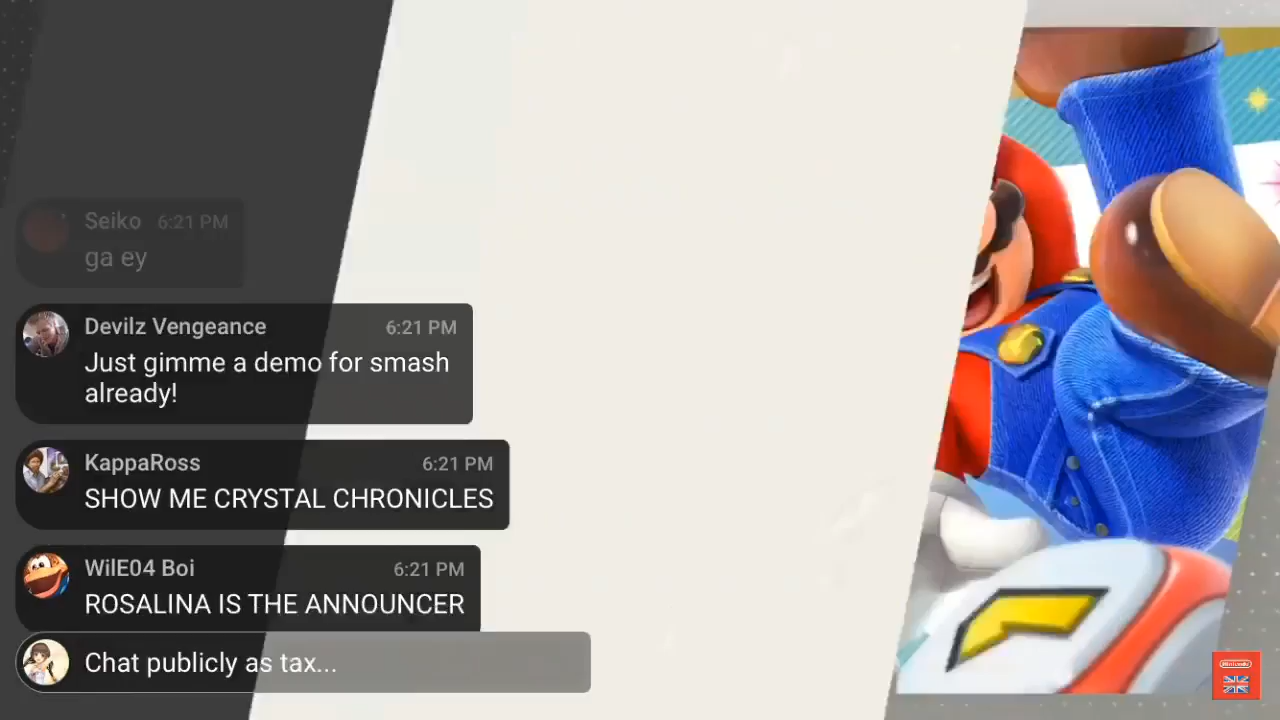 Seiko 6:21 PM
ga ey
Devilz Vengeance 6:21 PM
Just gimme a demo for smash
already!
KappaRoss 6:21 PM
SHOW ME CRYSTAL CHRONICLES
WilE04 Boi 6:21 PM
ROSALINA IS THE ANNOUNCER
Chat publicly as tax...
Nintendo